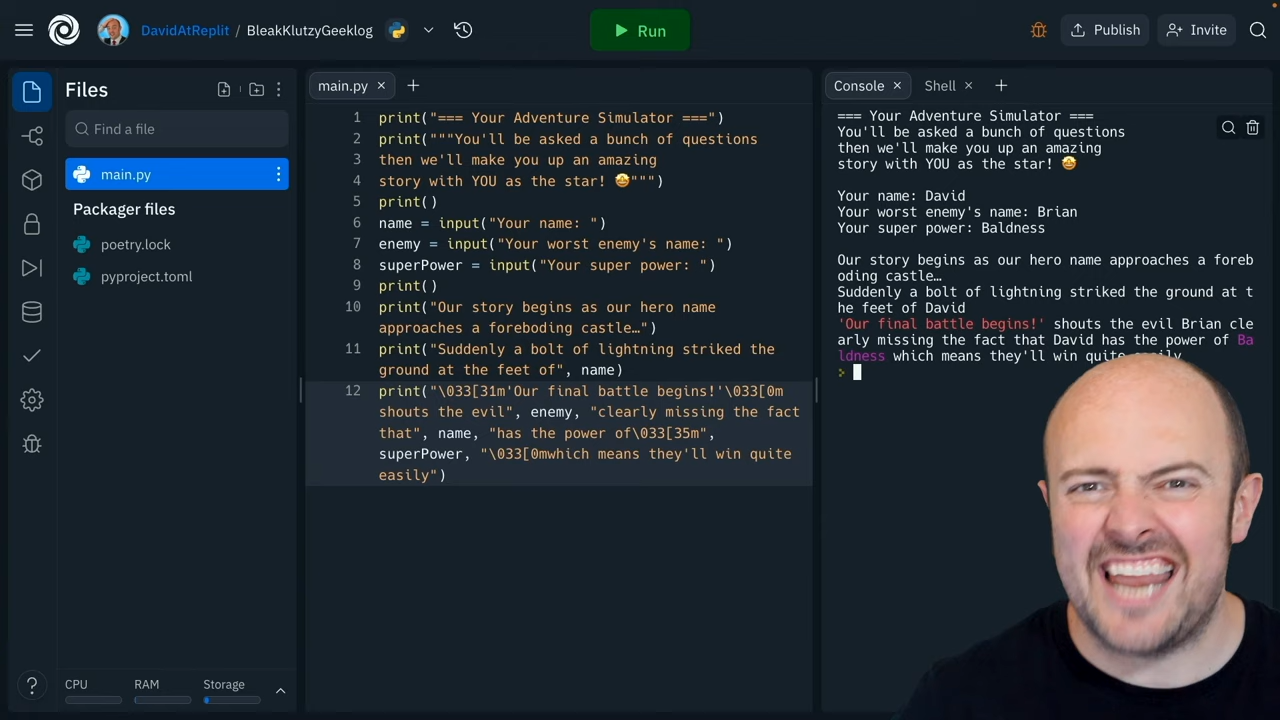 DavidAtReplit / BleakKlutzyGeeklog
Run
Publish
Invite
Files
Find a file
main.py
Packager files
poetry.lock
pyproject.toml
CPU
RAM
Storage
main.py
1 print("=== Your Adventure Simulator ===")
2 print("""You'll be asked a bunch of questions
3 then we'll make you up an amazing
4 story with YOU as the star! 🤩""")
5 print()
6 name = input("Your name: ")
7 enemy = input("Your worst enemy's name: ")
8 superPower = input("Your super power: ")
9 print()
10 print("Our story begins as our hero name
approaches a foreboding castle…")
11 print("Suddenly a bolt of lightning striked the
ground at the feet of", name)
12 print("\033[31m'Our final battle begins!'\033[0m
shouts the evil", enemy, "clearly missing the fact
that", name, "has the power of\033[35m",
superPower, "\033[0mwhich means they'll win quite
easily")
Console
Shell
=== Your Adventure Simulator ===
You'll be asked a bunch of questions
then we'll make you up an amazing
story with YOU as the star! 🤩
Your name: David
Your worst enemy's name: Brian
Your super power: Baldness
Our story begins as our hero name approaches a foreb
oding castle…
Suddenly a bolt of lightning striked the ground at t
he feet of David
'Our final battle begins!' shouts the evil Brian cle
arly missing the fact that David has the power of Ba
ldness which means they'll win quite easily
>